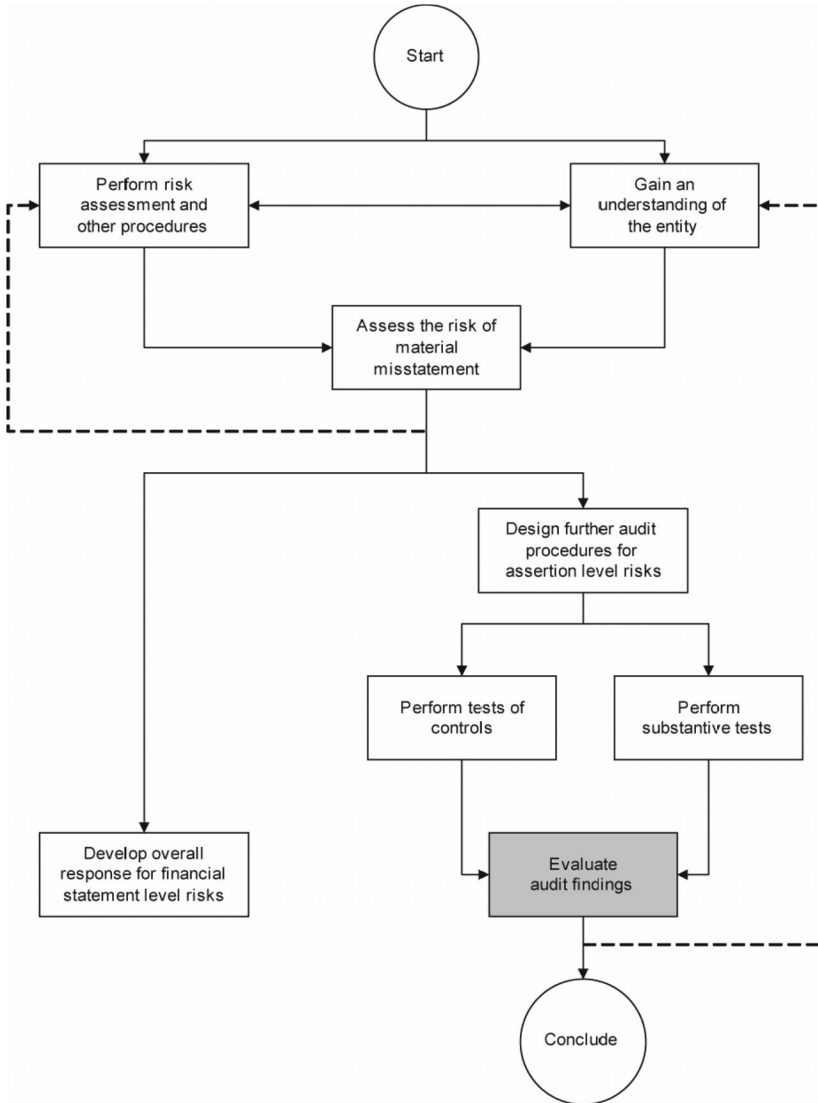 Start
Perform risk
assessment and
other procedures
Gain an
understanding of
the entity
Assess the risk of
material
misstatement
Design further audit
procedures for
assertion level risks
Perform tests of
controls
Perform
substantive tests
Develop overall
response for financial
statement level risks
Evaluate
audit findings
Conclude